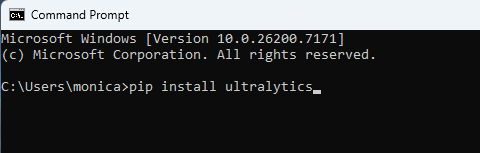 Command Prompt
Microsoft Windows [Version 10.0.26200.7171]
(c) Microsoft Corporation. All rights reserved.
C:\Users\monica>pip install ultralytics